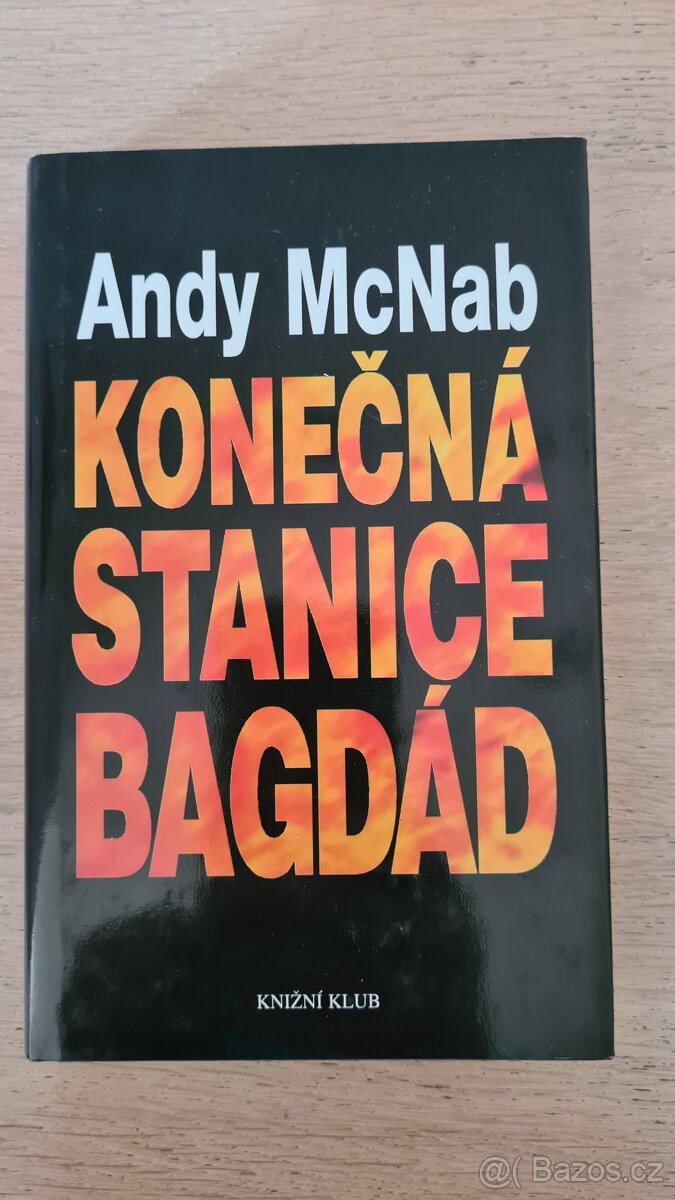 Andy McNab
KONEČNÁ
STANICE
BAGDÁD
KNIŽNÍ KLUB
@( Bazos.cz